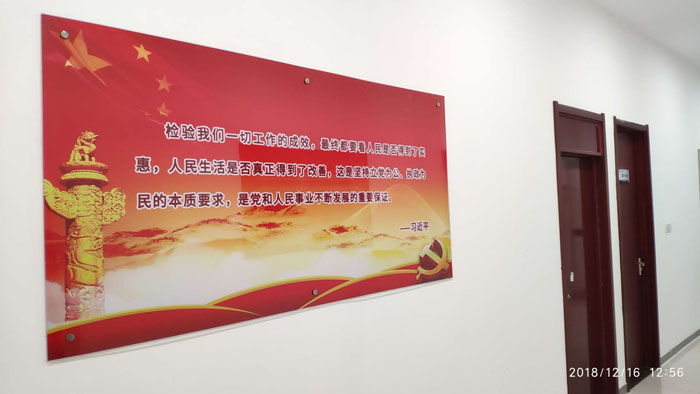 检验我们一切工作的成效，最终都要看人民是否得到了实
惠，人民生活是否真正得到了改善，这是坚持立党为公、执政为
民的本质要求，是党和人民事业不断发展的重要保证。
——习近平
2018/12/16 12:56